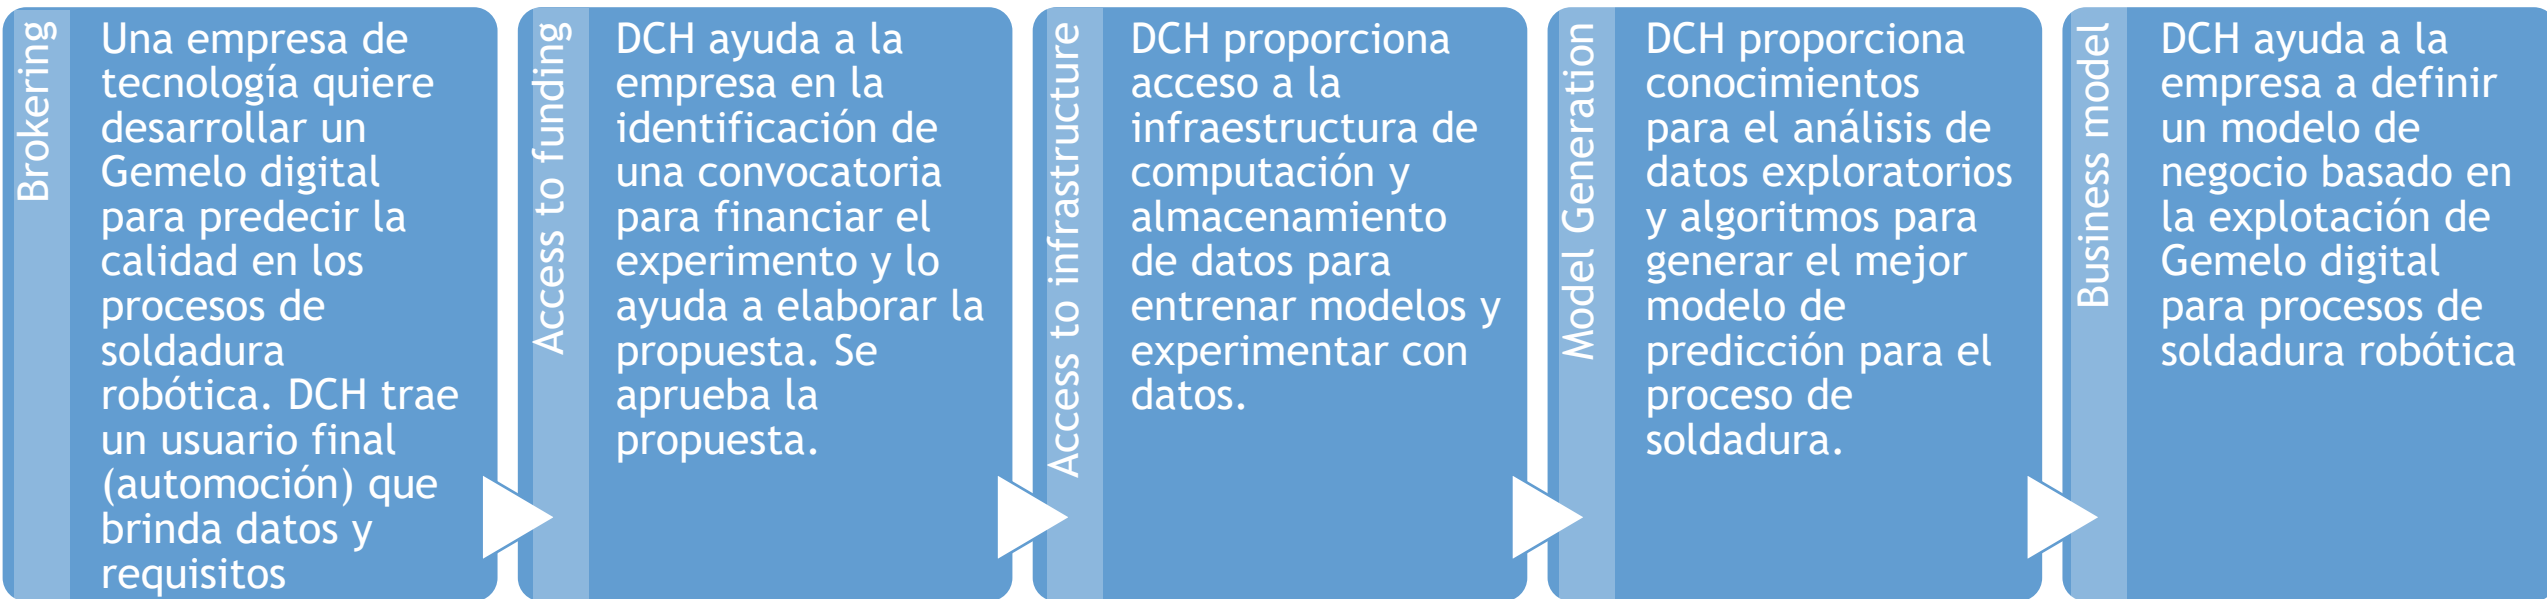 Brokering
Una empresa de
tecnología quiere
desarrollar un
Gemelo digital
para predecir la
calidad en los
procesos de
soldadura
robótica. DCH trae
un usuario final
(automoción) que
brinda datos y
requisitos
Access to funding
DCH ayuda a la
empresa en la
identificación de
una convocatoria
para financiar el
experimento y lo
ayuda a elaborar la
propuesta. Se
aprueba la
propuesta.
Access to infrastructure
DCH proporciona
acceso a la
infraestructura de
computación y
almacenamiento
de datos para
entrenar modelos y
experimentar con
datos.
Model Generation
DCH proporciona
conocimientos
para el análisis de
datos exploratorios
y algoritmos para
generar el mejor
modelo de
predicción para el
proceso de
soldadura.
Business model
DCH ayuda a la
empresa a definir
un modelo de
negocio basado en
la explotación de
Gemelo digital
para procesos de
soldadura robótica